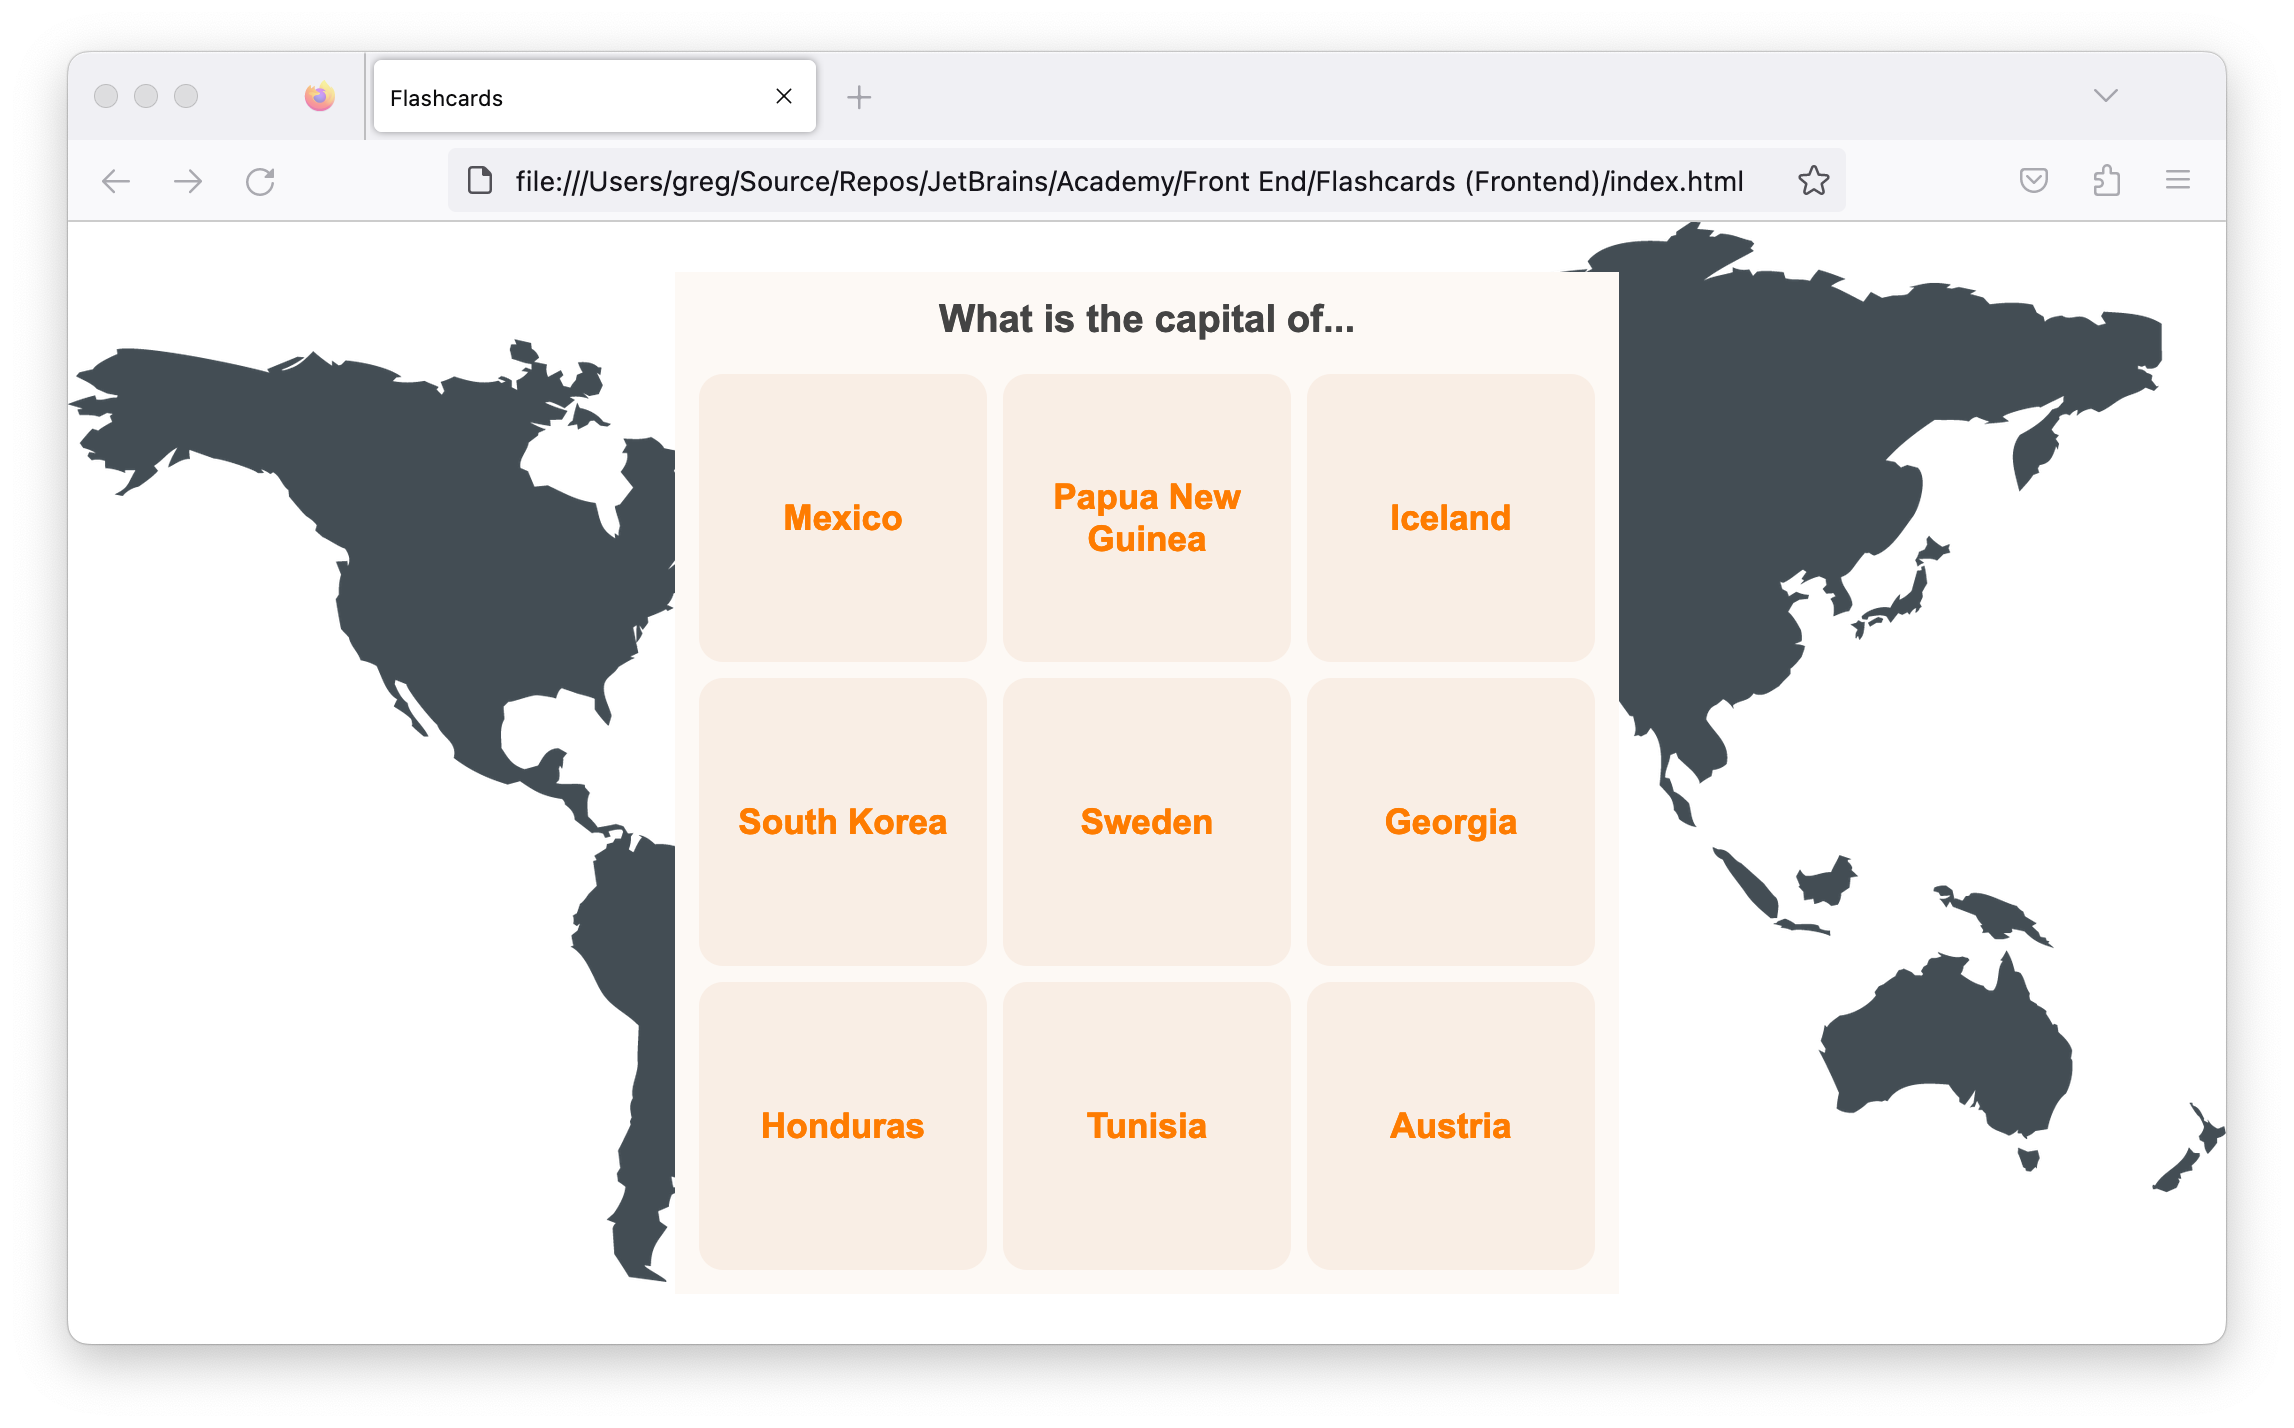 Flashcards
file:///Users/greg/Source/Repos/JetBrains/Academy/Front End/Flashcards (Frontend)/index.html
What is the capital of...
Mexico
Papua New
Guinea
Iceland
South Korea
Sweden
Georgia
Honduras
Tunisia
Austria